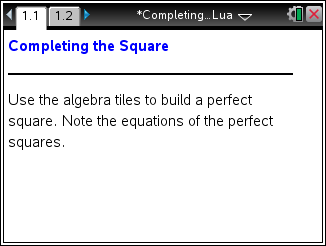 1.1 1.2 *Completing...Lua
Completing the Square
Use the algebra tiles to build a perfect
square. Note the equations of the perfect
squares.